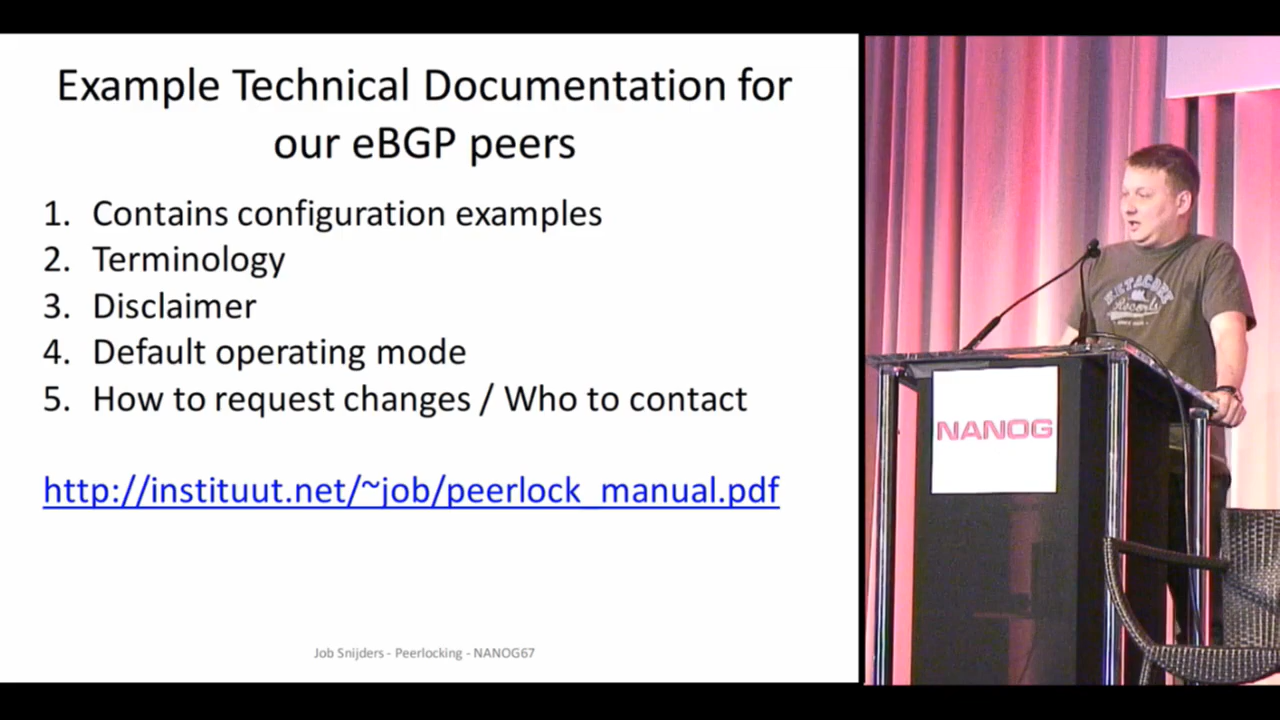 Example Technical Documentation for
our eBGP peers
1. Contains configuration examples
2. Terminology
3. Disclaimer
4. Default operating mode
5. How to request changes / Who to contact
http://instituut.net/~job/peerlock_manual.pdf
Job Snijders - Peerlocking - NANOG67
METACORE
Records
NANOG